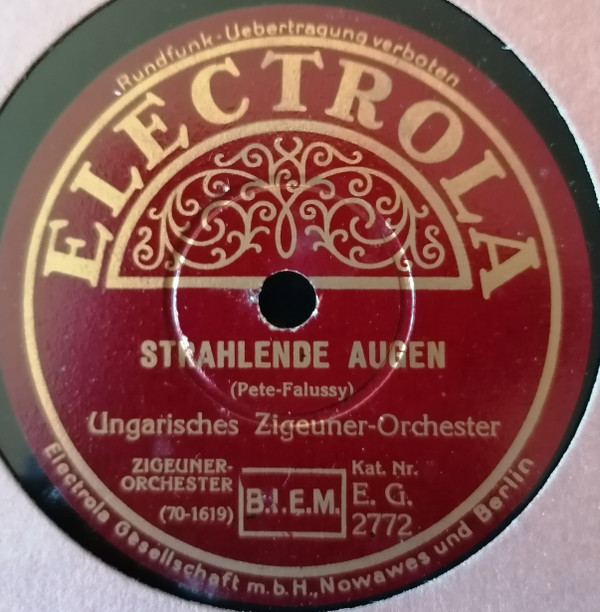 Rundfunk-Uebertragung verboten
ELECTROLA
STRAHLENDE AUGEN
(Pete-Falussy)
Ungarisches Zigeuner-Orchester
ZIGEUNER-
ORCHESTER
(70-1619)
B.I.E.M.
Kat. Nr.
E. G.
2772
Electrola Gesellschaft m.b.H., Nowawes und Berlin